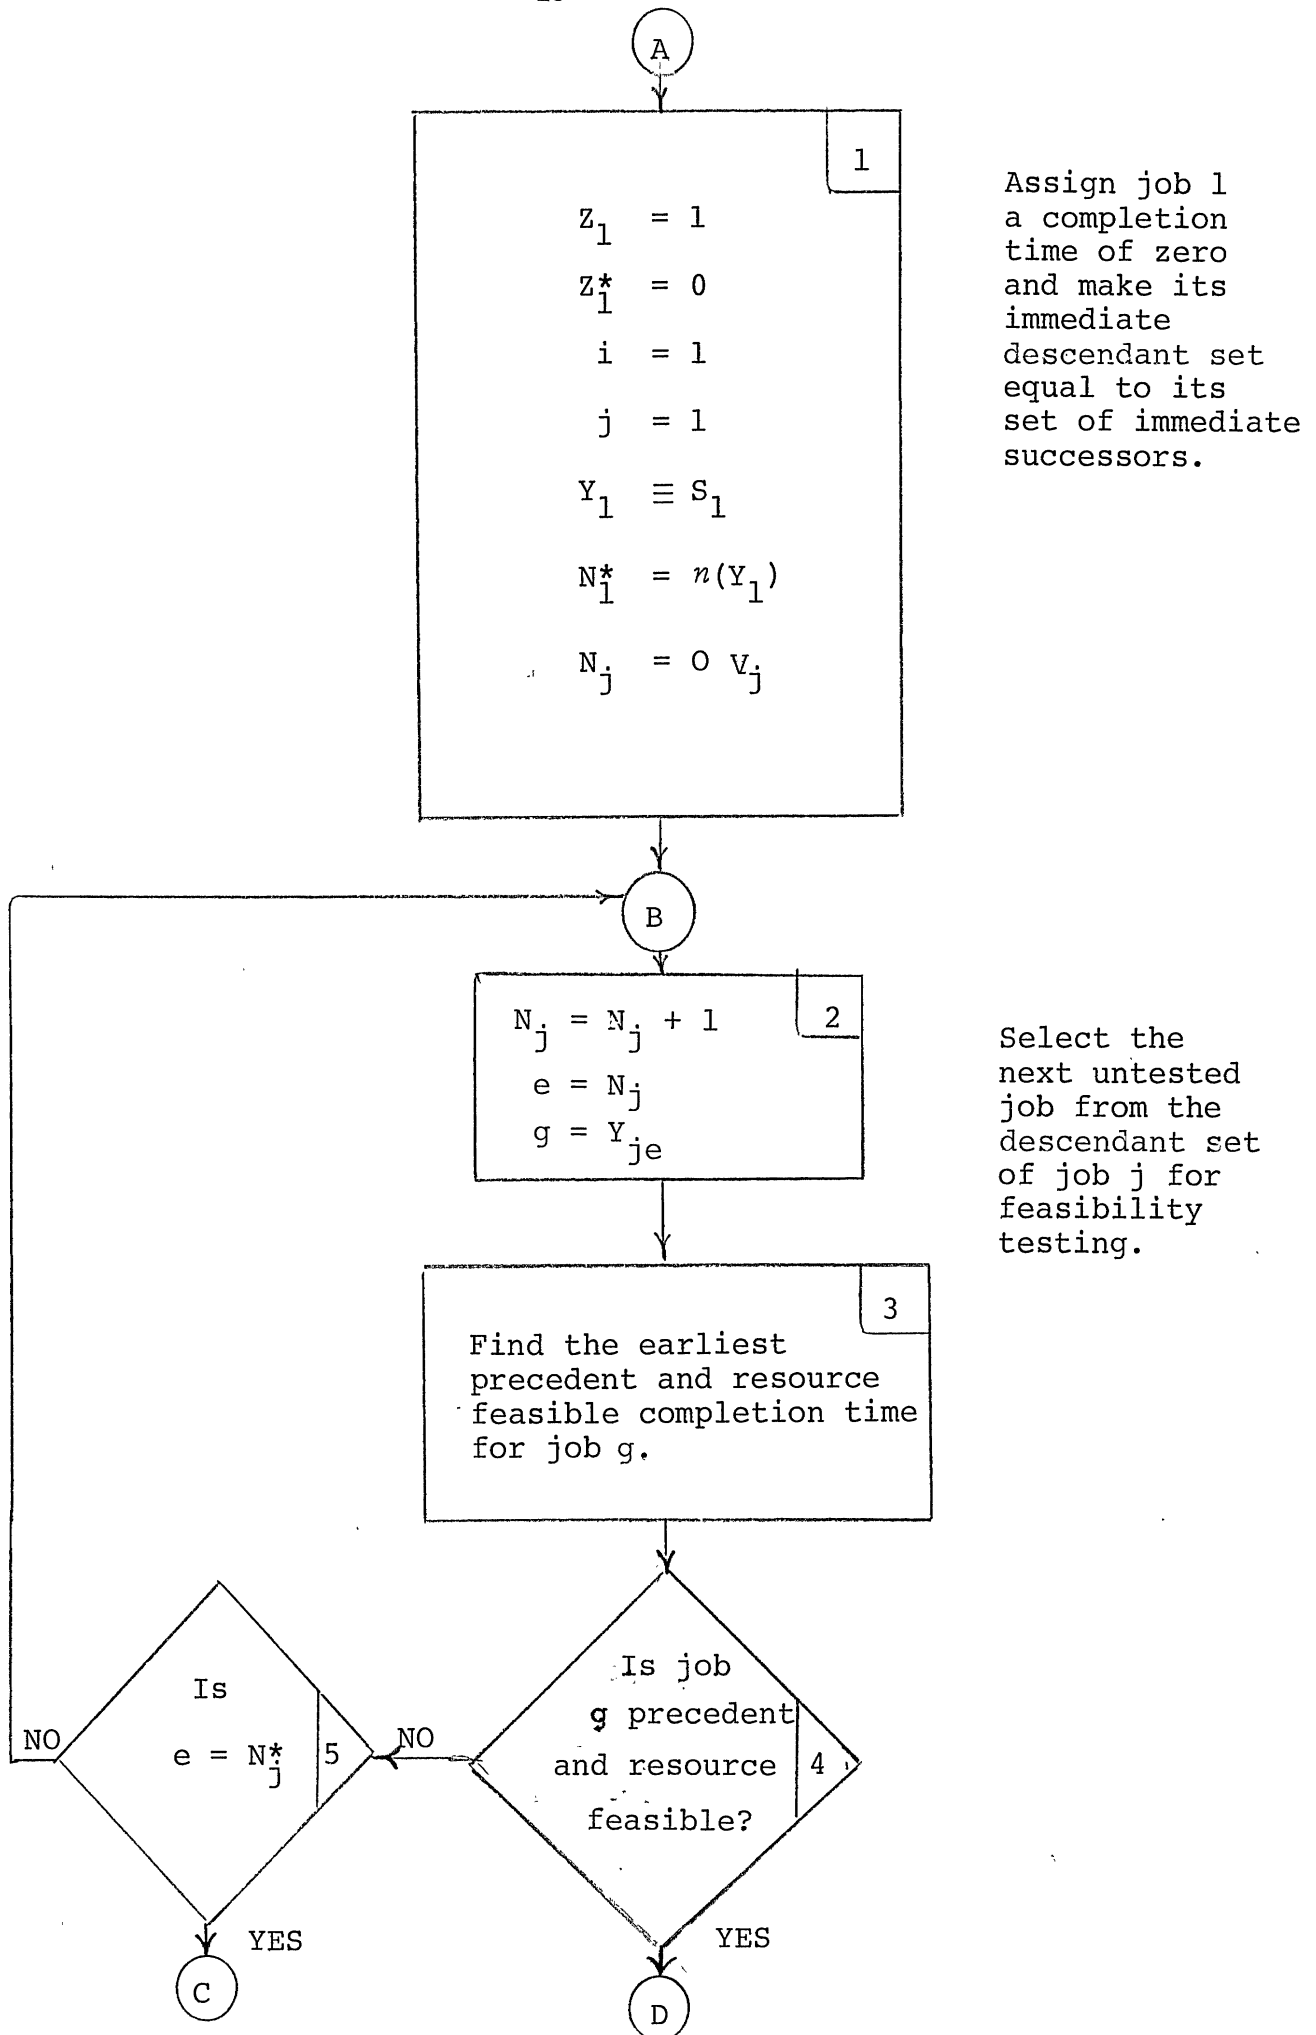 A
1
Z1 = 1
Z*1 = 0
i = 1
j = 1
Y1 ≡ S1
N*1 = n(Y1)
Nj = 0 Vj
Assign job 1
a completion
time of zero
and make its
immediate
descendant set
equal to its
set of immediate
successors.
B
2
Nj = Nj + 1
e = Nj
g = Yje
Select the
next untested
job from the
descendant set
of job j for
feasibility
testing.
3
Find the earliest
precedent and resource
feasible completion time
for job g.
Is job
g precedent
and resource
feasible?
4
NO
YES
Is
e = N*j
5
NO
YES
C
D